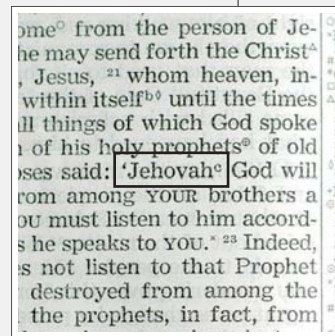 ome° from the person of Je-
he may send forth the Christ△
, Jesus, ²¹ whom heaven, in-
within itselfᵇ◊ until the times
ll things of which God spoke
of his holy prophets⊕ of old
oses said: ‘Jehovahᶜ God will
rom among YOUR brothers a
OU must listen to him accord-
s he speaks to YOU.* ²³ Indeed,
s not listen to that Prophet
destroyed from among the
the prophets, in fact, from